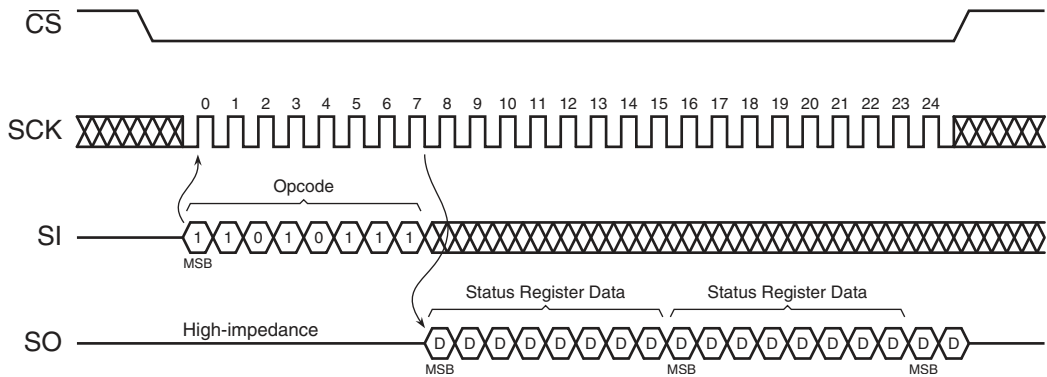 CS
0 1 2 3 4 5 6 7 8 9 10 11 12 13 14 15 16 17 18 19 20 21 22 23 24
SCK
Opcode
SI 1 1 0 1 0 1 1 1
MSB
Status Register Data Status Register Data
High-impedance
SO D D D D D D D D D D D D D D D D D D
MSB MSB MSB